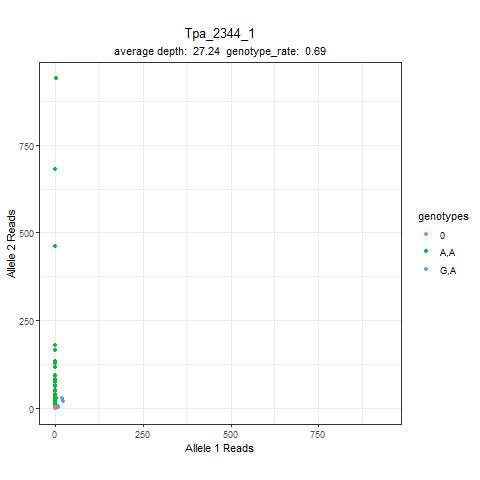 Tpa_2344_1
average depth: 27.24 genotype_rate: 0.69
Allele 2 Reads
750
500
250
0
0
250
500
750
Allele 1 Reads
genotypes
0
A,A
G,A